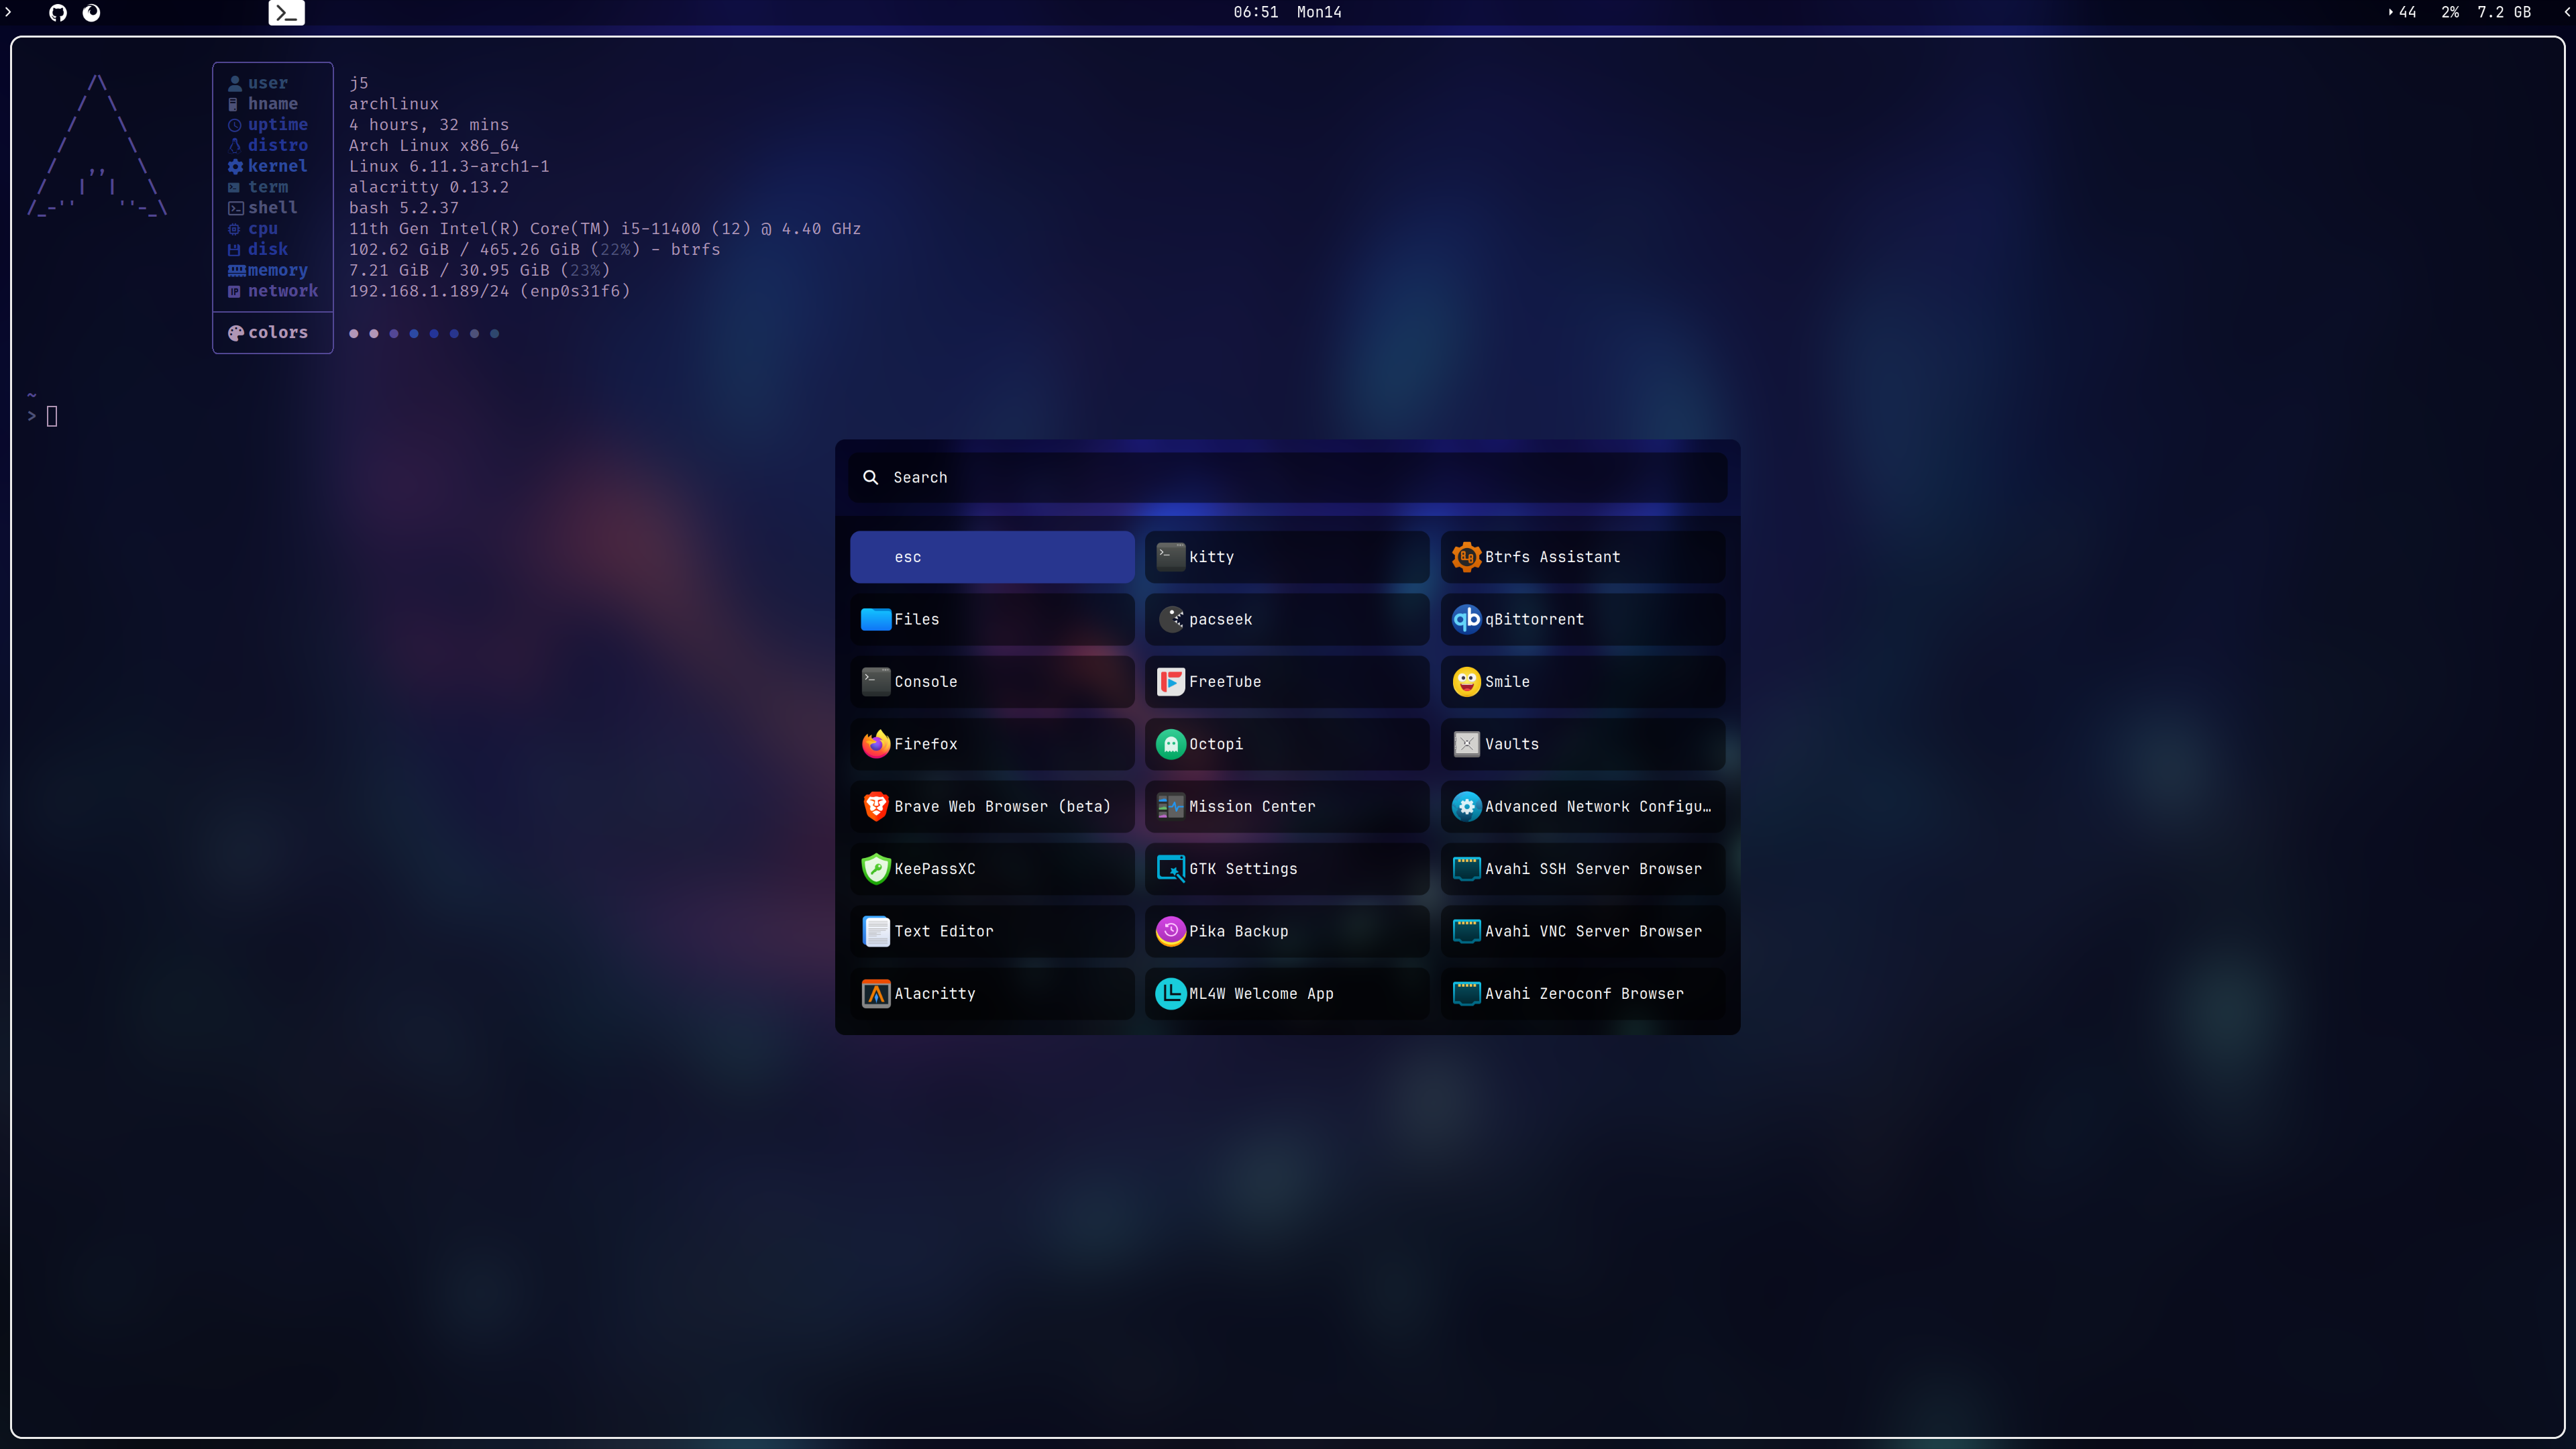 06:51 Mon14
44 2% 7.2 GB
user j5
hname archlinux
uptime 4 hours, 32 mins
distro Arch Linux x86_64
kernel Linux 6.11.3-arch1-1
term alacritty 0.13.2
shell bash 5.2.37
cpu 11th Gen Intel(R) Core(TM) i5-11400 (12) @ 4.40 GHz
disk 102.62 GiB / 465.26 GiB (22%) - btrfs
memory 7.21 GiB / 30.95 GiB (23%)
network 192.168.1.189/24 (enp0s31f6)
colors
~
>
Search
esc
kitty
Btrfs Assistant
Files
pacseek
qBittorrent
Console
FreeTube
Smile
Firefox
Octopi
Vaults
Brave Web Browser (beta)
Mission Center
Advanced Network Configu…
KeePassXC
GTK Settings
Avahi SSH Server Browser
Text Editor
Pika Backup
Avahi VNC Server Browser
Alacritty
ML4W Welcome App
Avahi Zeroconf Browser